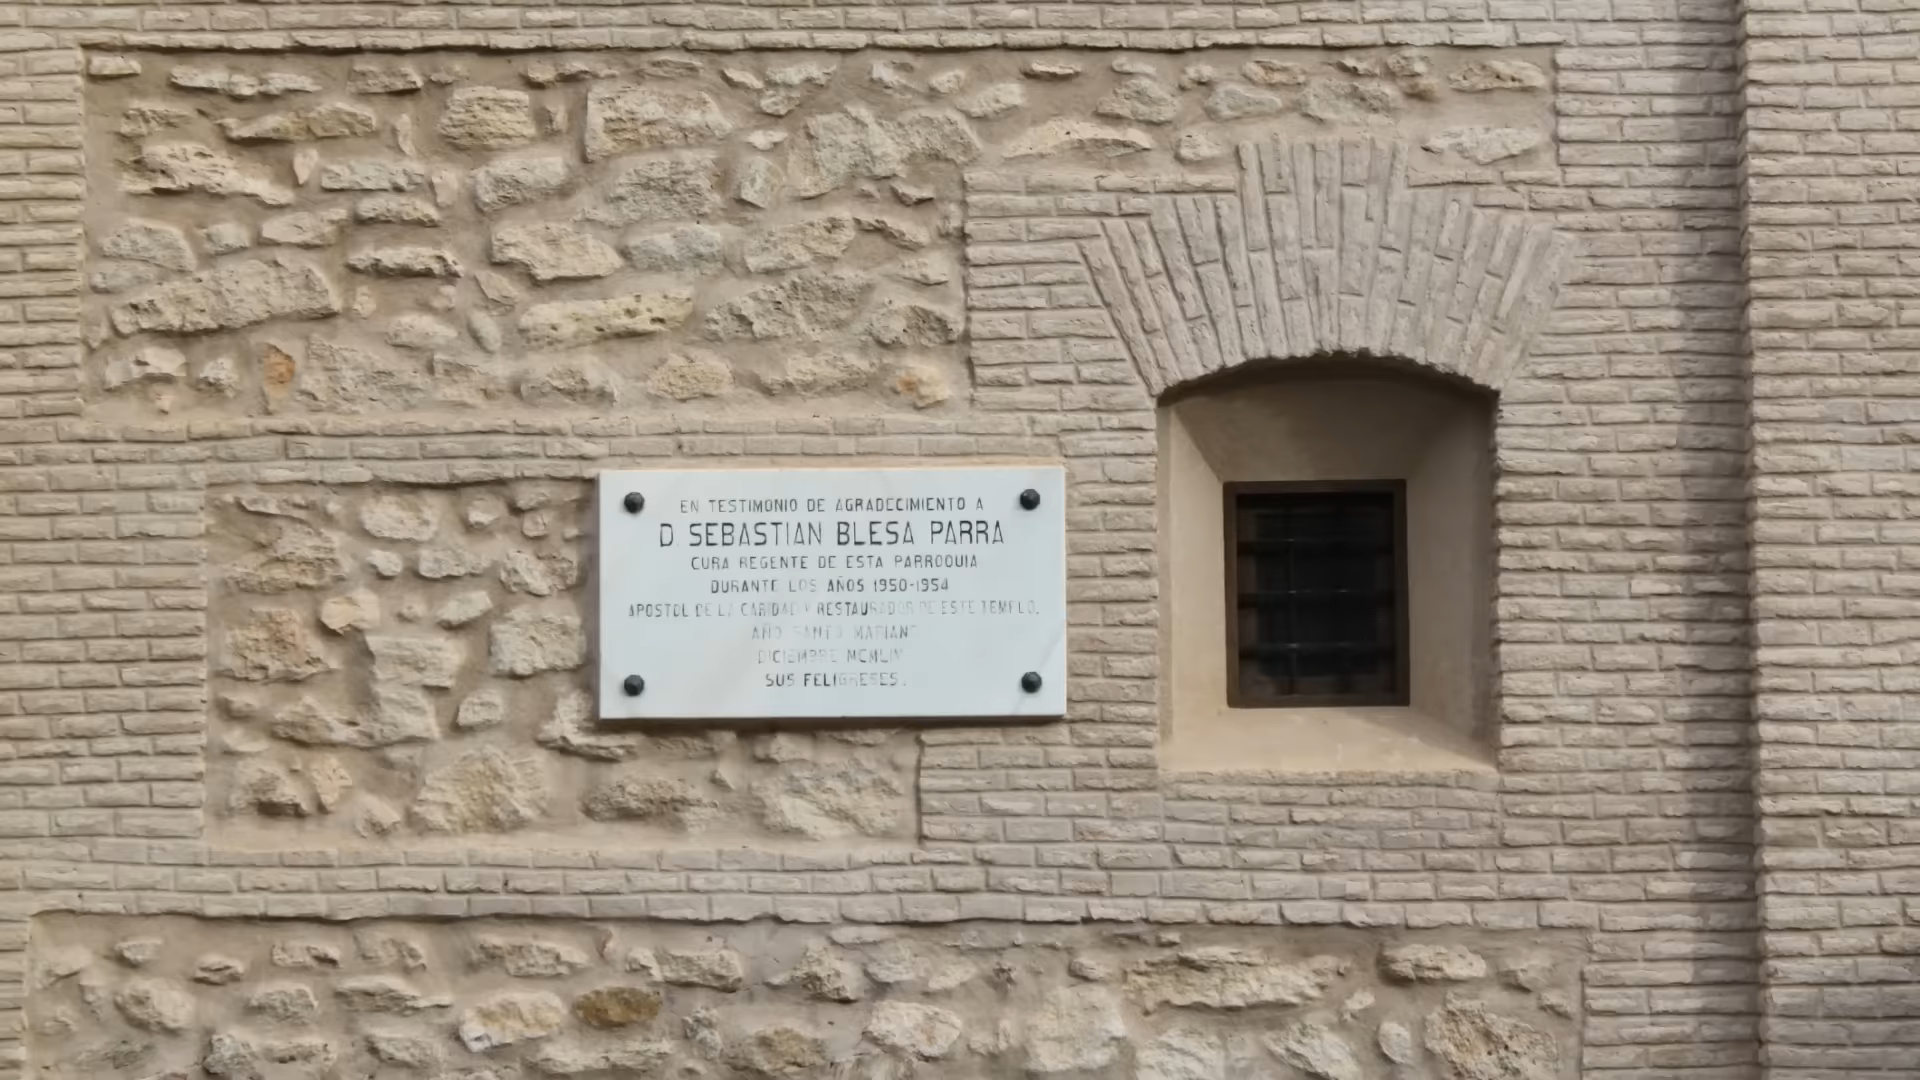 EN TESTIMONIO DE AGRADECIMIENTO A
D. SEBASTIAN BLESA PARRA
CURA REGENTE DE ESTA PARROQUIA
DURANTE LOS AÑOS 1950-1954
APOSTOL DE LA CARIDAD Y RESTAURADOR DE ESTE TEMPLO.
AÑO SANTO MARIANO
DICIEMBRE MCMLIV
SUS FELIGRESES.